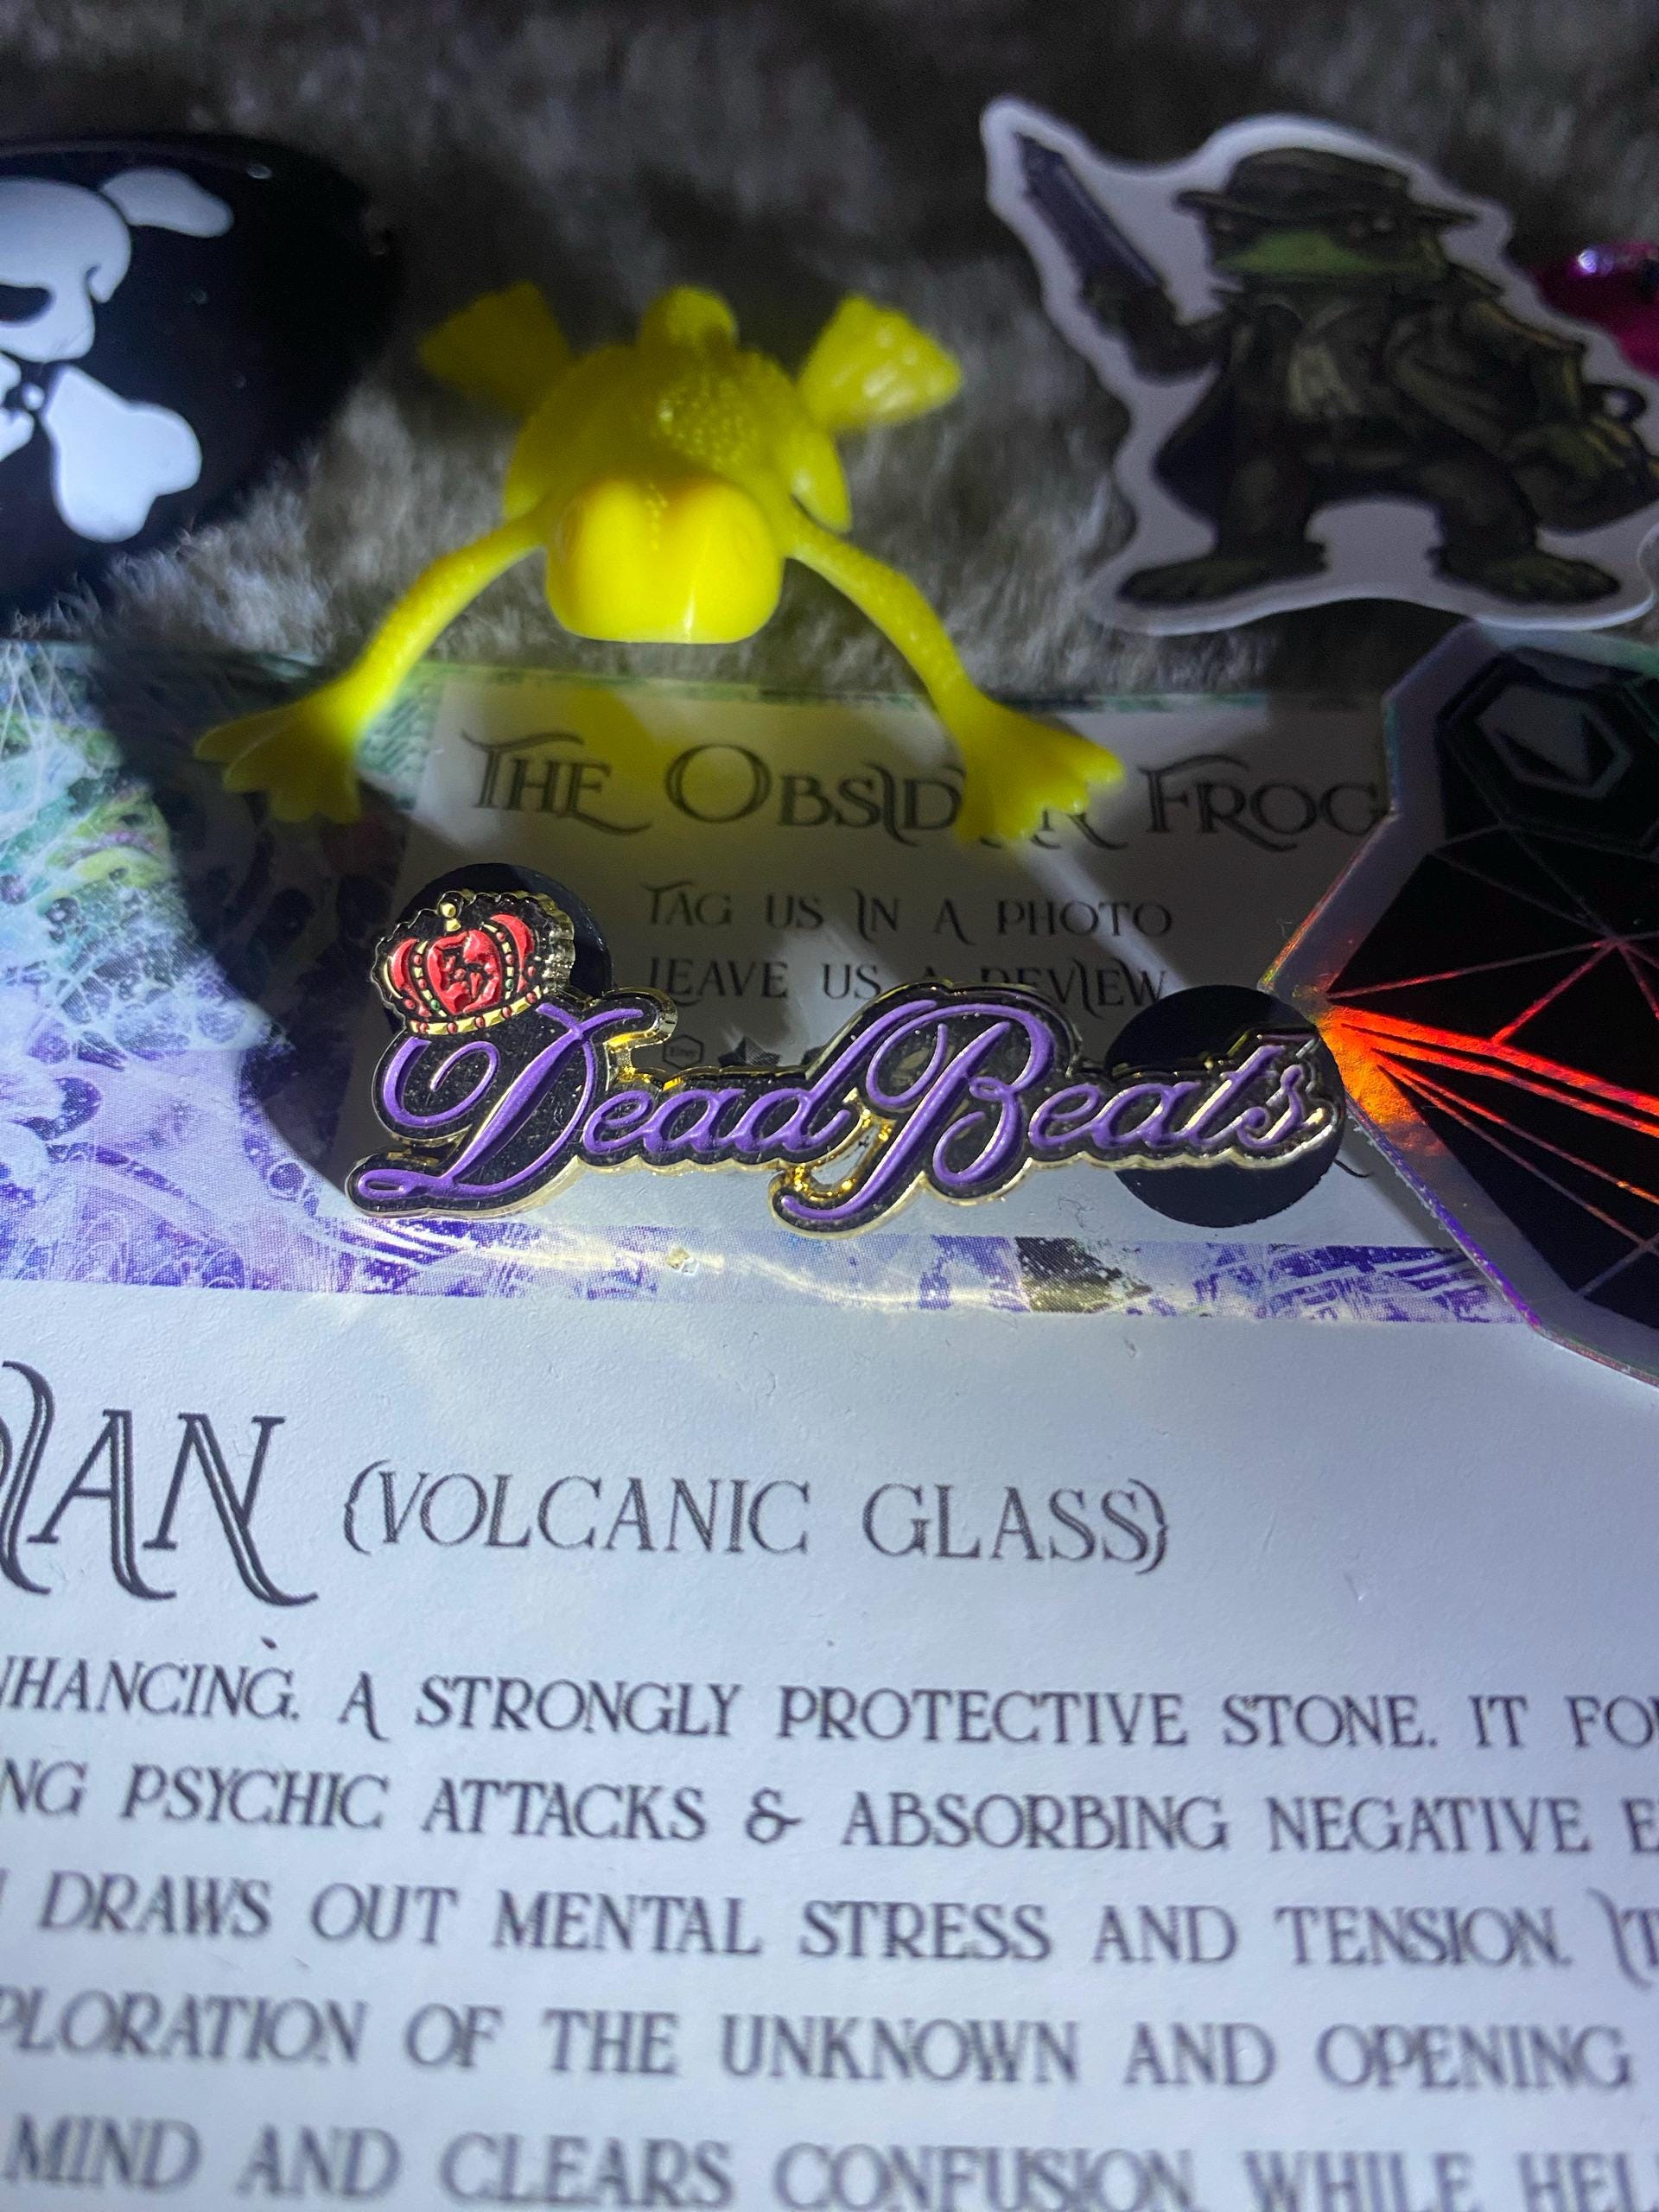 THE OBSIDIAN FROG
TAG US IN A PHOTO
LEAVE US A REVIEW
Etsy
Dead Beats
(VOLCANIC GLASS)
A STRONGLY PROTECTIVE STONE. IT
PSYCHIC ATTACKS & ABSORBING NEGATIVE
DRAWS OUT MENTAL STRESS AND TENSION.
OF THE UNKNOWN AND OPENING
MIND AND CLEARS CONFUSION WHILE